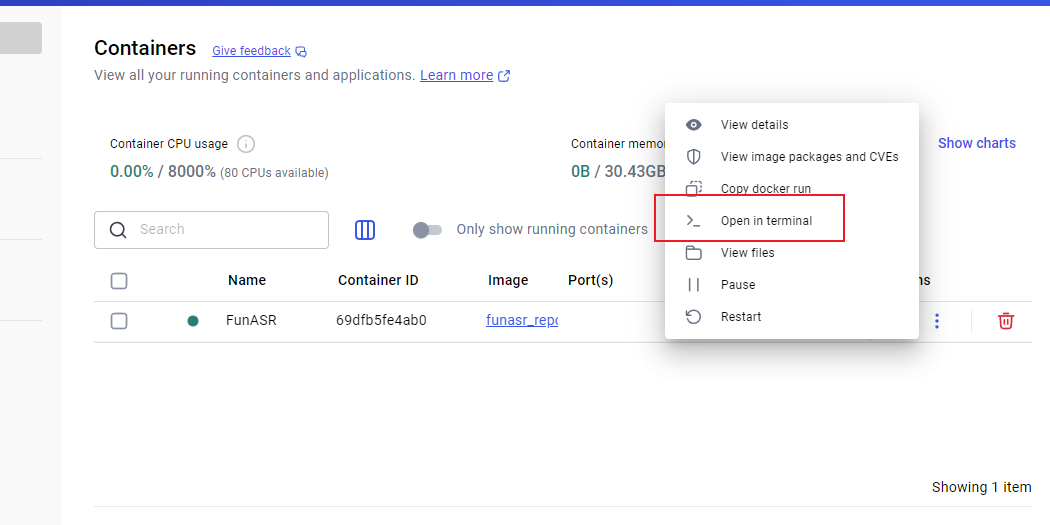 Containers Give feedback
View all your running containers and applications. Learn more
Container CPU usage
0.00% / 8000% (80 CPUs available)
Container memor
0B / 30.43GB
Show charts
View details
View image packages and CVEs
Copy docker run
Open in terminal
View files
Pause
Restart
Search
Only show running containers
Name Container ID Image Port(s) ns
FunASR 69dfb5fe4ab0 funasr_repo
Showing 1 item